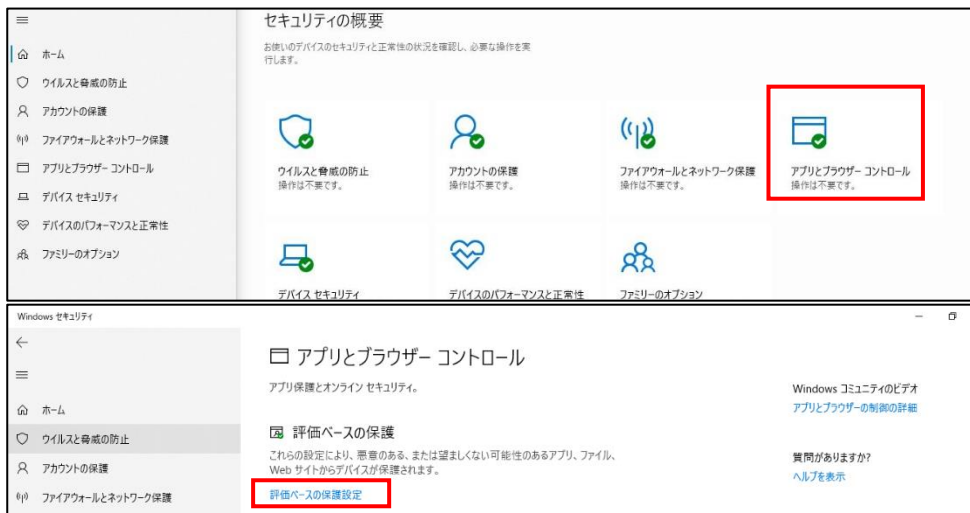 セキュリティの概要
お使いのデバイスのセキュリティと正常性の状況を確認し、必要な操作を実
行します。
ホーム
ウイルスと脅威の防止
アカウントの保護
ファイアウォールとネットワーク保護
アプリとブラウザー コントロール
デバイス セキュリティ
デバイスのパフォーマンスと正常性
ファミリーのオプション
ウイルスと脅威の防止
操作は不要です。
アカウントの保護
操作は不要です。
ファイアウォールとネットワーク保護
操作は不要です。
アプリとブラウザー コントロール
操作は不要です。
デバイス セキュリティ
デバイスのパフォーマンスと正常性
ファミリーのオプション
Windows セキュリティ
ホーム
ウイルスと脅威の防止
アカウントの保護
ファイアウォールとネットワーク保護
アプリとブラウザー コントロール
アプリ保護とオンライン セキュリティ。
評価ベースの保護
これらの設定により、悪意のある、または望ましくない可能性のあるアプリ、ファイル、
Web サイトからデバイスが保護されます。
評価ベースの保護設定
Windows コミュニティのビデオ
アプリとブラウザーの制御の詳細
質問がありますか?
ヘルプを表示